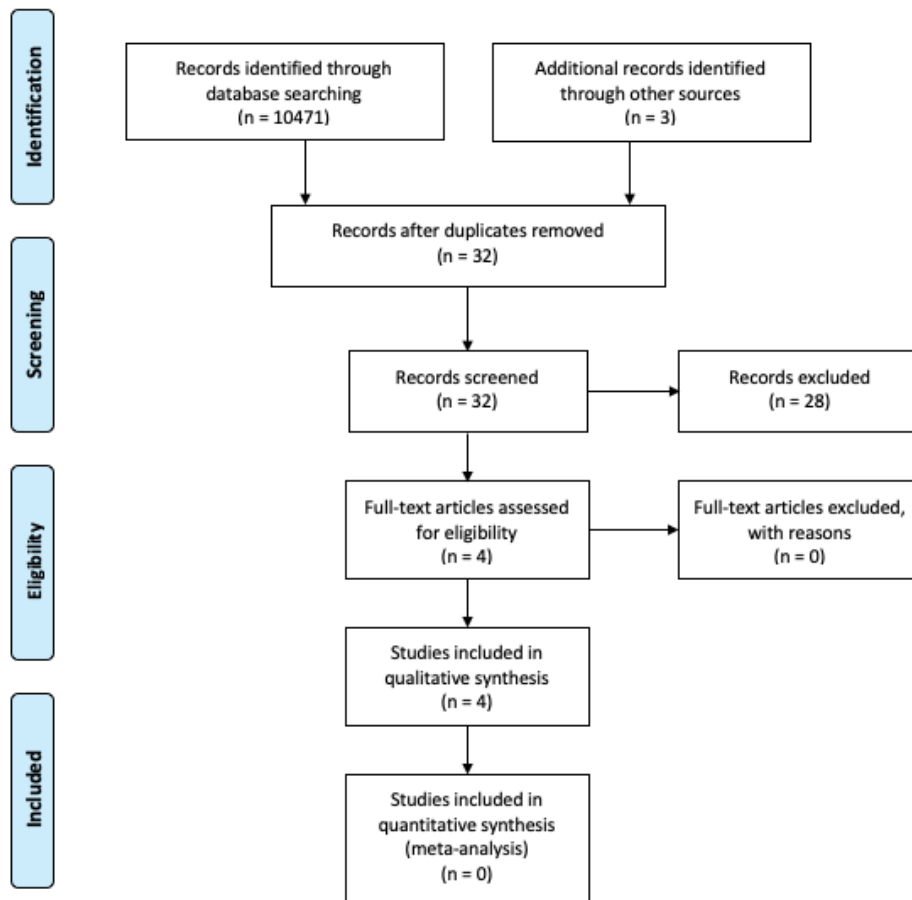 Identification
Records identified through
database searching
(n = 10471)
Additional records identified
through other sources
(n = 3)
Records after duplicates removed
(n = 32)
Screening
Records screened
(n = 32)
Records excluded
(n = 28)
Eligibility
Full-text articles assessed
for eligibility
(n = 4)
Full-text articles excluded,
with reasons
(n = 0)
Studies included in
qualitative synthesis
(n = 4)
Included
Studies included in
quantitative synthesis
(meta-analysis)
(n = 0)